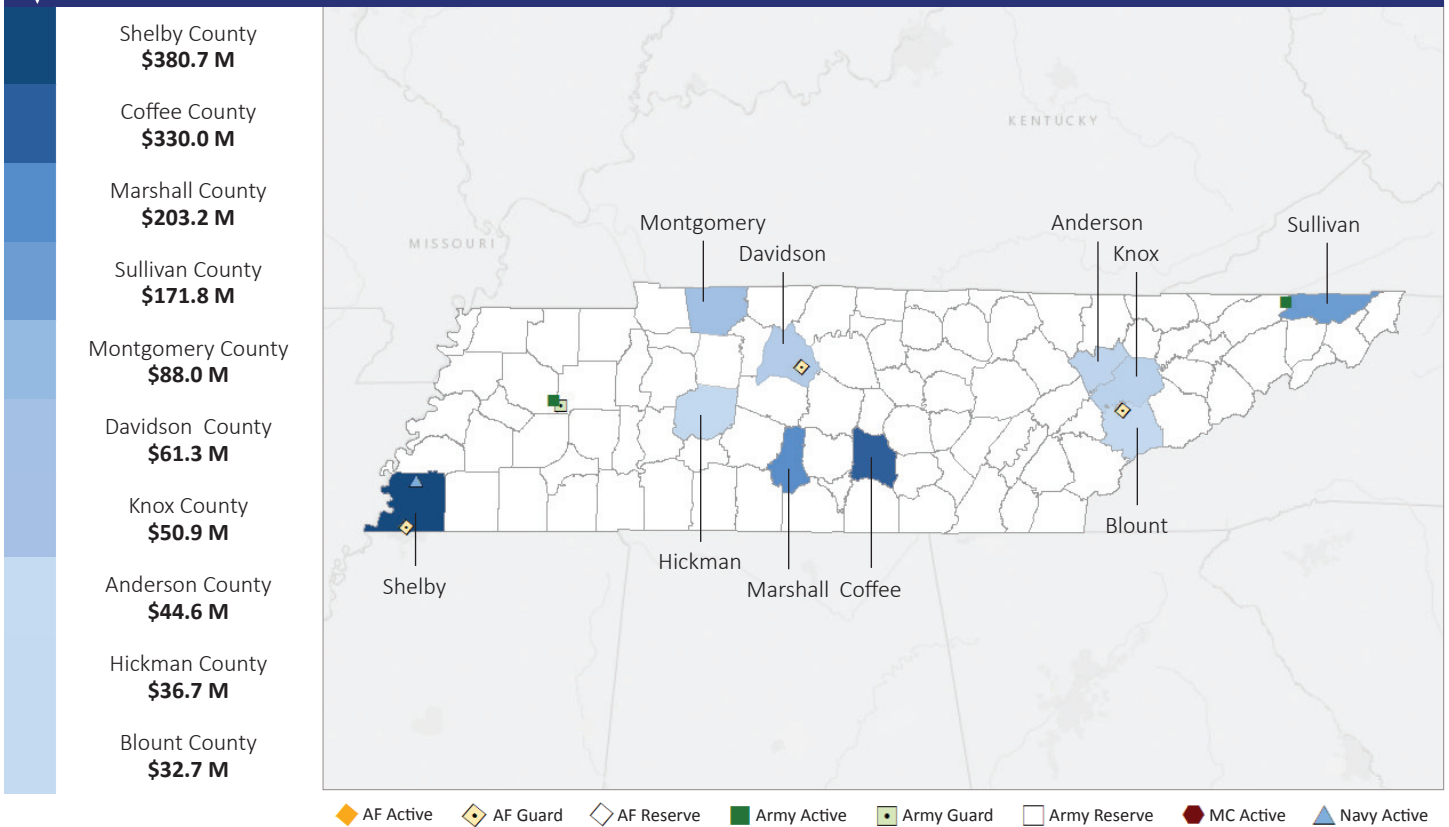 Shelby County
$380.7 M
Coffee County
$330.0 M
Marshall County
$203.2 M
Sullivan County
$171.8 M
Montgomery County
$88.0 M
Davidson County
$61.3 M
Knox County
$50.9 M
Anderson County
$44.6 M
Hickman County
$36.7 M
Blount County
$32.7 M
KENTUCKY
MISSOURI
Montgomery
Davidson
Anderson
Knox
Sullivan
Shelby
Hickman
Marshall
Coffee
Blount
AF Active
AF Guard
AF Reserve
Army Active
Army Guard
Army Reserve
MC Active
Navy Active